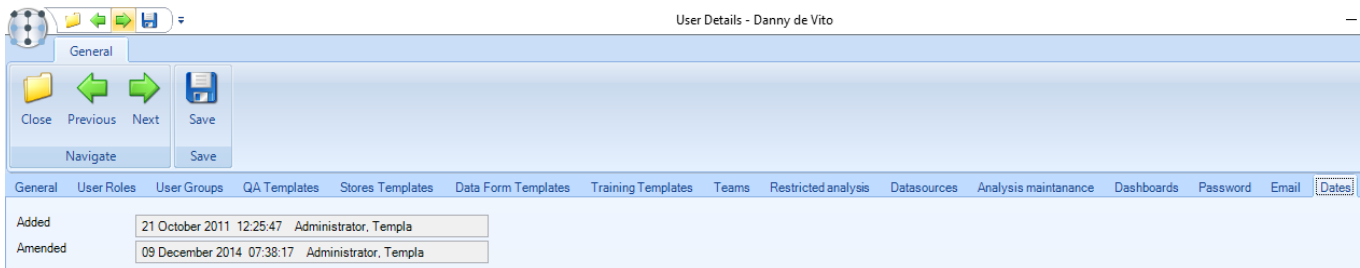 User Details - Danny de Vito
General
Close Previous Next Save
Navigate Save
General User Roles User Groups QA Templates Stores Templates Data Form Templates Training Templates Teams Restricted analysis Datasources Analysis maintanance Dashboards Password Email Dates
Added 21 October 2011 12:25:47 Administrator, Templa
Amended 09 December 2014 07:38:17 Administrator, Templa